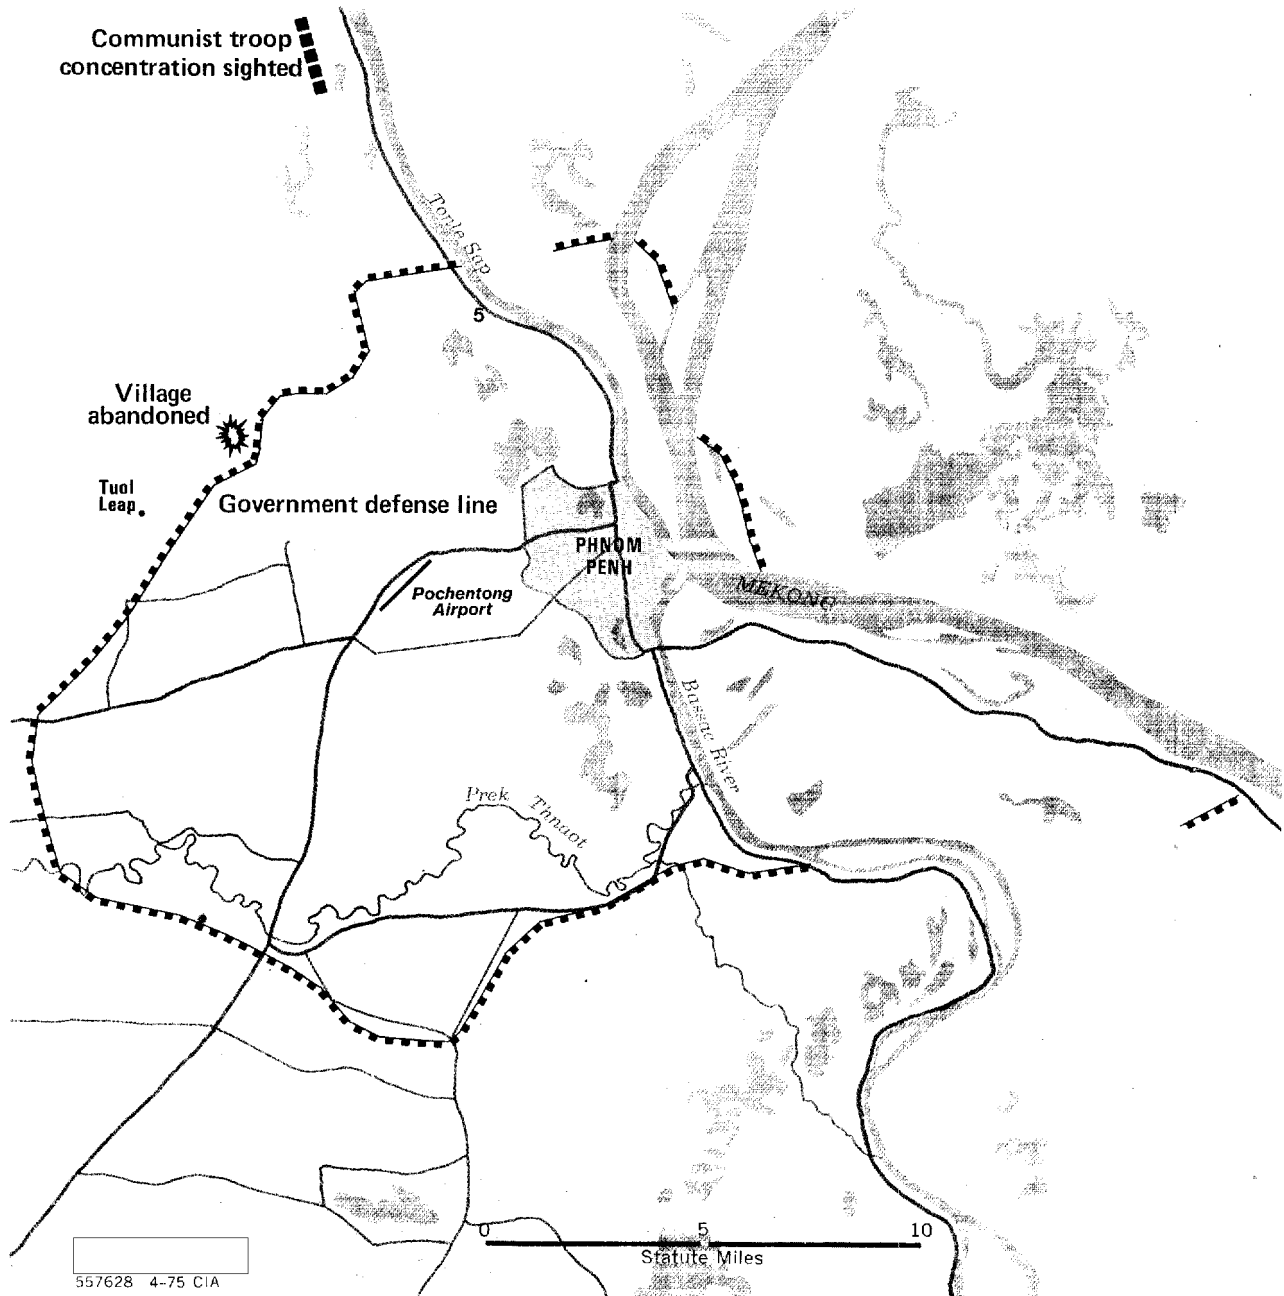 Communist troop
concentration sighted
Tonle Sap
5
Village
abandoned
Tuol
Leap
Government defense line
PHNOM
PENH
Pochentong
Airport
MEKONG
Bassac River
Prek Thnaot
0 5 10
Statute Miles
557628 4-75 CIA